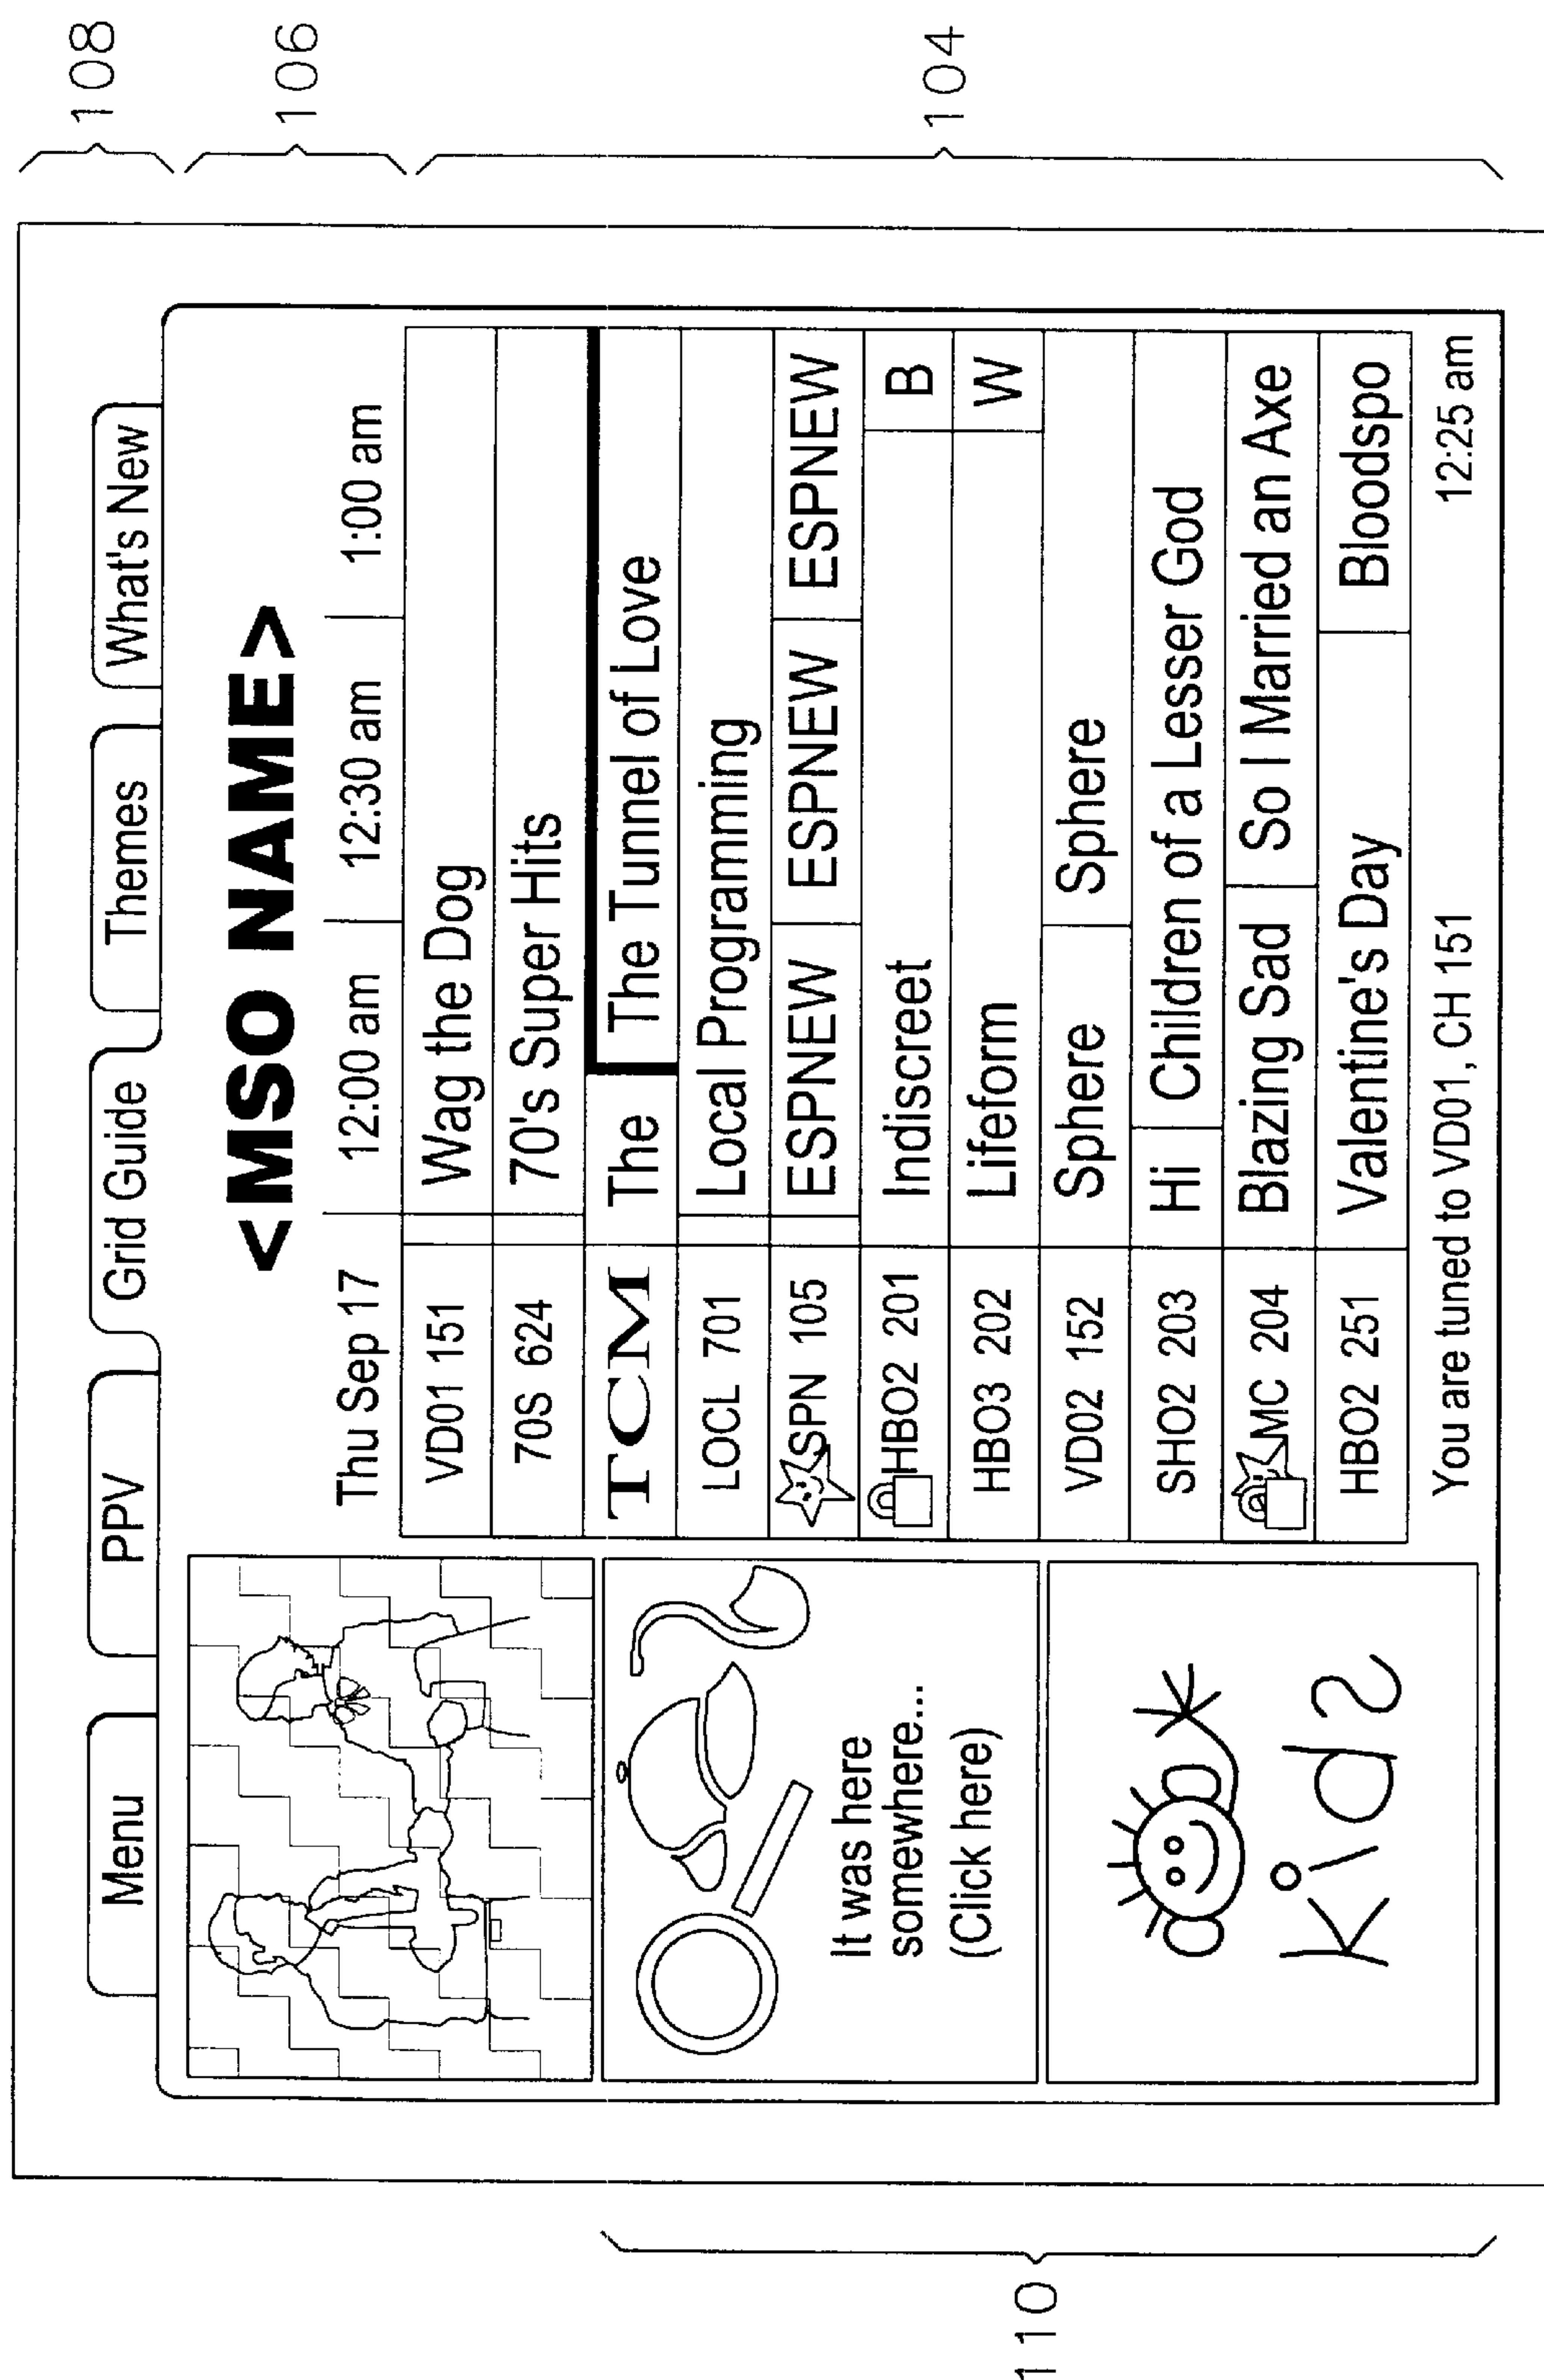 108
106
104
110
Menu
PPV
Grid Guide
Themes
What's New
<MSO NAME>
Thu Sep 17 12:00 am 12:30 am 1:00 am
VD01 151 Wag the Dog
70S 624 70's Super Hits
TCM The The Tunnel of Love
LOCL 701 Local Programming
SPN 105 ESPNEW ESPNEW ESPNEW
HBO2 201 Indiscreet B
HBO3 202 Lifeform W
VD02 152 Sphere Sphere
SHO2 203 Hi Children of a Lesser God
MC 204 Blazing Sad So I Married an Axe
HBO2 251 Valentine's Day Bloodspo
You are tuned to VD01, CH 151 12:25 am
It was here
somewhere...
(Click here)
Kids